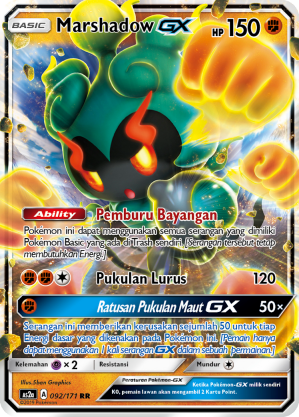 BASIC Marshadow GX HP 150
Ability Pemburu Bayangan
Pokémon ini dapat menggunakan semua serangan yang dimiliki
Pokémon Basic yang ada di Trash sendiri. [Serangan tersebut tetap
membutuhkan Energi.]
Pukulan Lurus 120
Ratusan Pukulan Maut GX 50×
Serangan ini memberikan kerusakan sejumlah 50 untuk tiap
Energi dasar yang dikenakan pada Pokémon ini. [Pemain hanya
dapat menggunakan 1 kali serangan GX dalam sebuah permainan.]
Kelemahan ×2 Resistansi Mundur
Illus.Shin Graphics
Peraturan Pokémon-GX
Ketika Pokémon-GX milik sendiri
KO, pemain lawan akan mengambil 2 Kartu Point.
AS2a A 092/171 RR